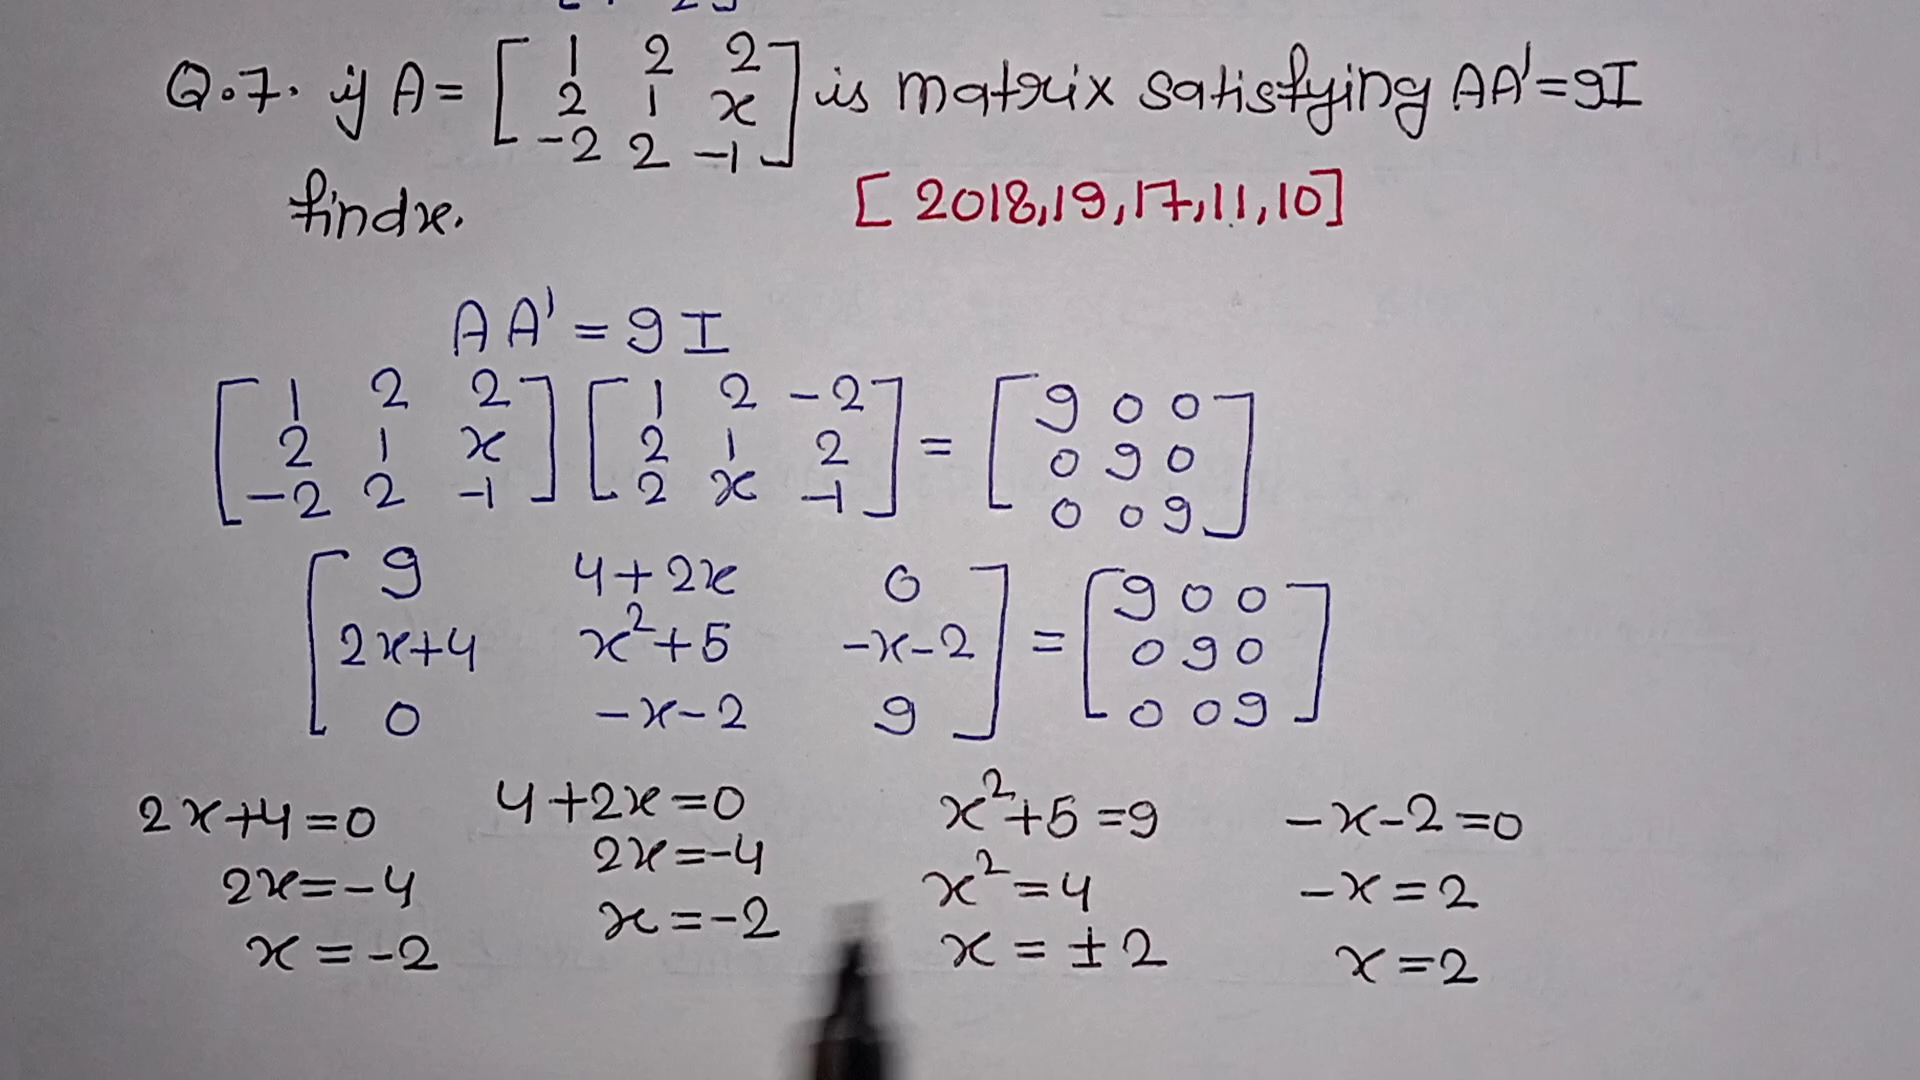 Q.7. if A = [ 1 2 2 ] is matrix satisfying AA' = 9I
2 1 x
-2 2 -1
find x.
[2018,19,17,11,10]
AA' = 9I
[ 1 2 2 ] [ 1 2 -2 ] = [ 9 0 0 ]
2 1 x 2 1 2 0 9 0
-2 2 -1 2 x -1 0 0 9
[ 9 4+2x 0 ] = [ 9 0 0 ]
2x+4 x²+5 -x-2 0 9 0
0 -x-2 9 0 0 9
2x+4=0 4+2x=0 x²+5=9 -x-2=0
2x=-4 2x=-4 x²=4 -x=2
x=-2 x=-2 x=±2 x=2